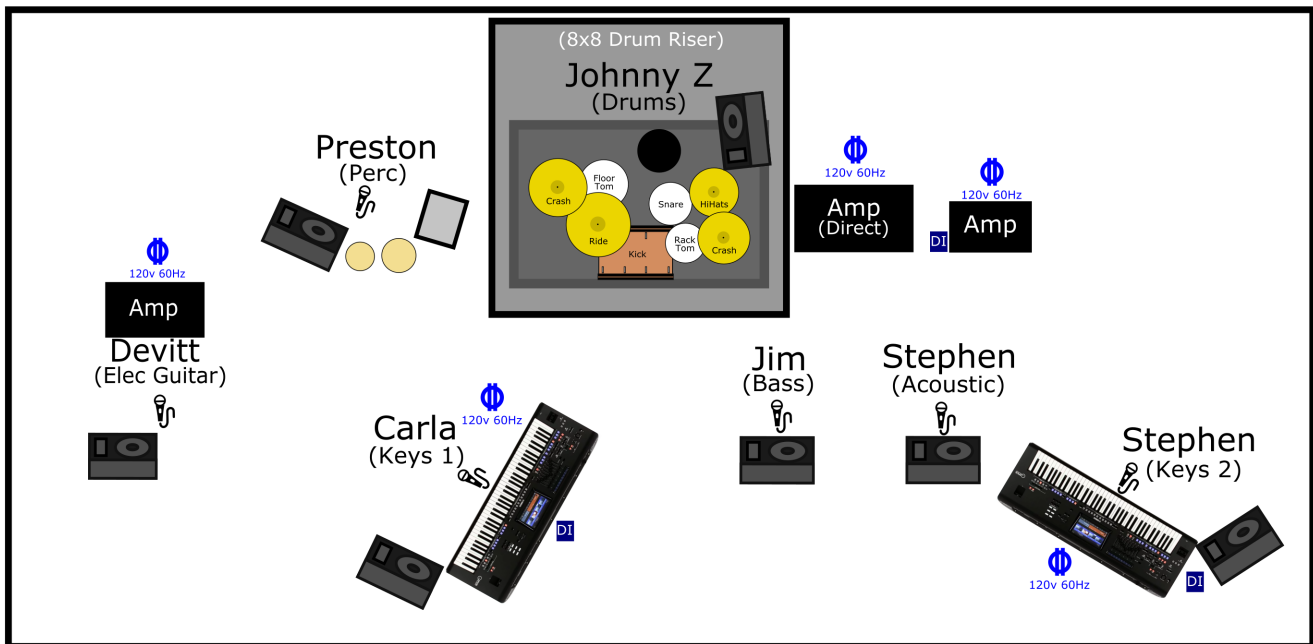 (8x8 Drum Riser)
Johnny Z
(Drums)
Crash
Floor
Tom
Ride
Kick
Snare
HiHats
Rack
Tom
Crash
Preston
(Perc)
120v 60Hz
Amp
(Direct)
120v 60Hz
DI
Amp
120v 60Hz
Amp
Devitt
(Elec Guitar)
Carla
(Keys 1)
120v 60Hz
DI
Jim
(Bass)
Stephen
(Acoustic)
Stephen
(Keys 2)
120v 60Hz
DI